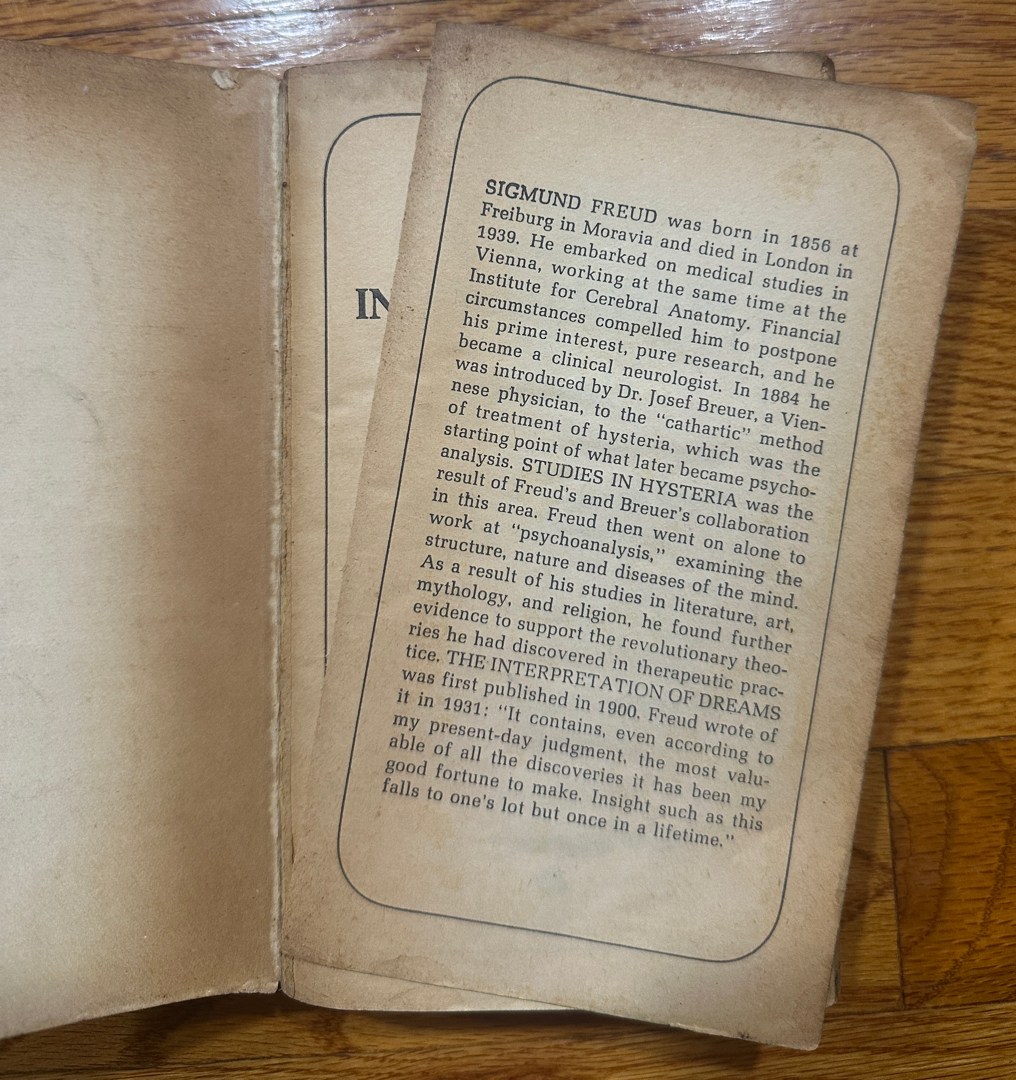 IN
SIGMUND FREUD was born in 1856 at
Freiburg in Moravia and died in London in
1939. He embarked on medical studies in
Vienna, working at the same time at the
Institute for Cerebral Anatomy. Financial
circumstances compelled him to postpone
his prime interest, pure research, and he
became a clinical neurologist. In 1884 he
was introduced by Dr. Josef Breuer, a Vien-
nese physician, to the "cathartic" method
of treatment of hysteria, which was the
starting point of what later became psycho-
analysis. STUDIES IN HYSTERIA was the
result of Freud's and Breuer's collaboration
in this area. Freud then went on alone to
work at "psychoanalysis," examining the
structure, nature and diseases of the mind.
As a result of his studies in literature, art,
mythology, and religion, he found further
evidence to support the revolutionary theo-
ries he had discovered in therapeutic prac-
tice. THE INTERPRETATION OF DREAMS
was first published in 1900. Freud wrote of
it in 1931: "It contains, even according to
my present-day judgment, the most valu-
able of all the discoveries it has been my
good fortune to make. Insight such as this
falls to one's lot but once in a lifetime."